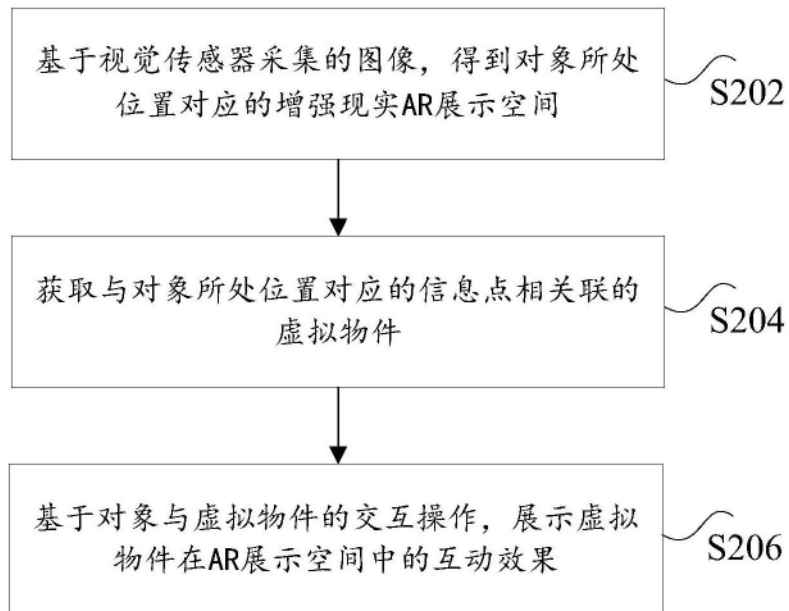 基于视觉传感器采集的图像，得到对象所处
位置对应的增强现实AR展示空间
S202
获取与对象所处位置对应的信息点相关联的
虚拟物件
S204
基于对象与虚拟物件的交互操作，展示虚拟
物件在AR展示空间中的互动效果
S206